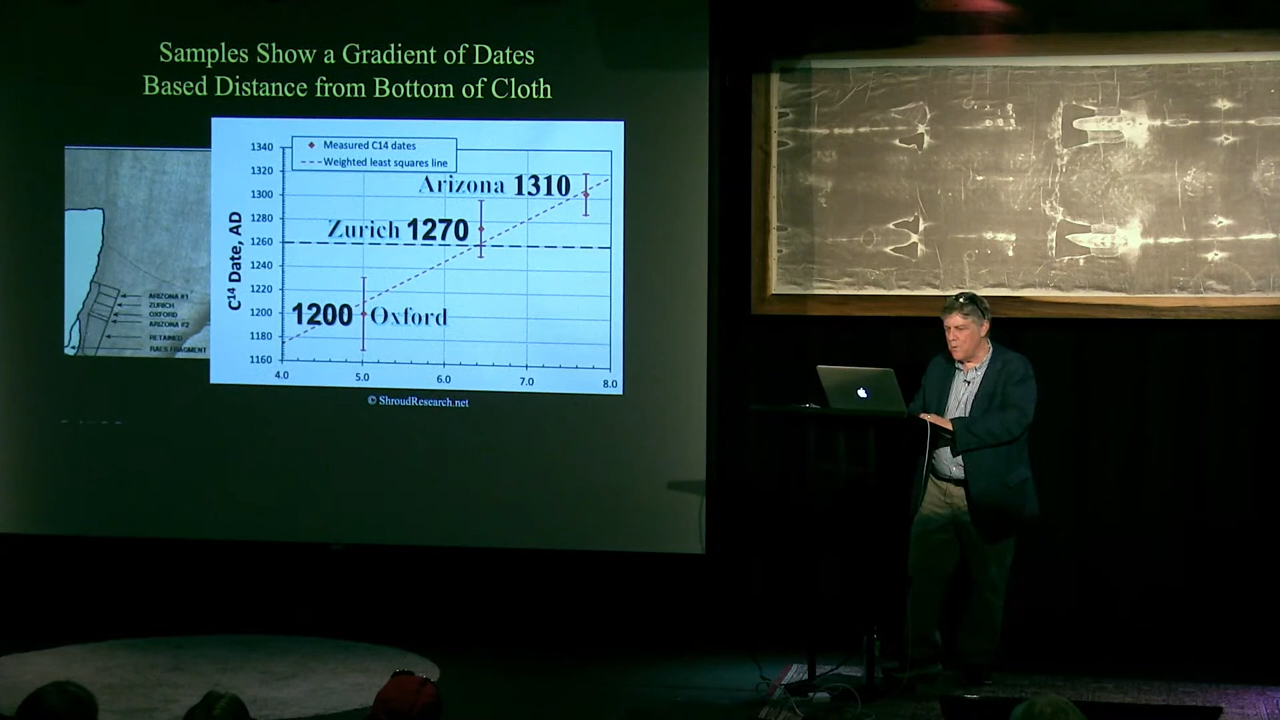 Samples Show a Gradient of Dates
Based Distance from Bottom of Cloth
Measured C14 dates
Weighted least squares line
C14 Date, AD
1340
1320
1300
1280
1260
1240
1220
1200
1180
1160
4.0
5.0
6.0
7.0
8.0
Arizona 1310
Zurich 1270
1200 Oxford
ARIZONA #1
ZURICH
OXFORD
ARIZONA #2
RETAINED
RAES FRAGMENT
© ShroudResearch.net